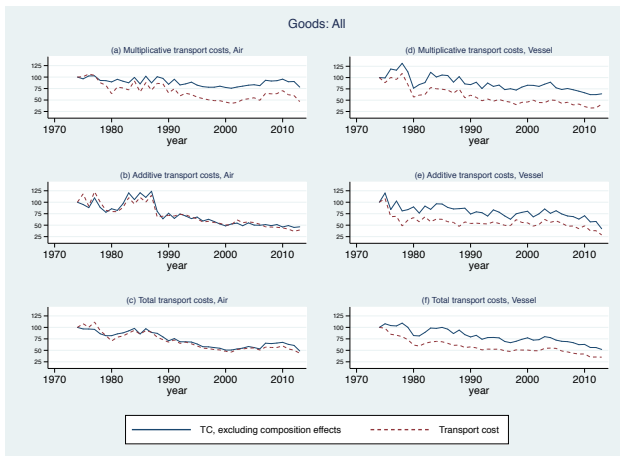 Goods: All
(a) Multiplicative transport costs, Air
125
100
75
50
25
1970 1980 1990 2000 2010
year
(d) Multiplicative transport costs, Vessel
125
100
75
50
25
1970 1980 1990 2000 2010
year
(b) Additive transport costs, Air
125
100
75
50
25
1970 1980 1990 2000 2010
year
(e) Additive transport costs, Vessel
125
100
75
50
25
1970 1980 1990 2000 2010
year
(c) Total transport costs, Air
125
100
75
50
25
1970 1980 1990 2000 2010
year
(f) Total transport costs, Vessel
125
100
75
50
25
1970 1980 1990 2000 2010
year
TC, excluding composition effects Transport cost